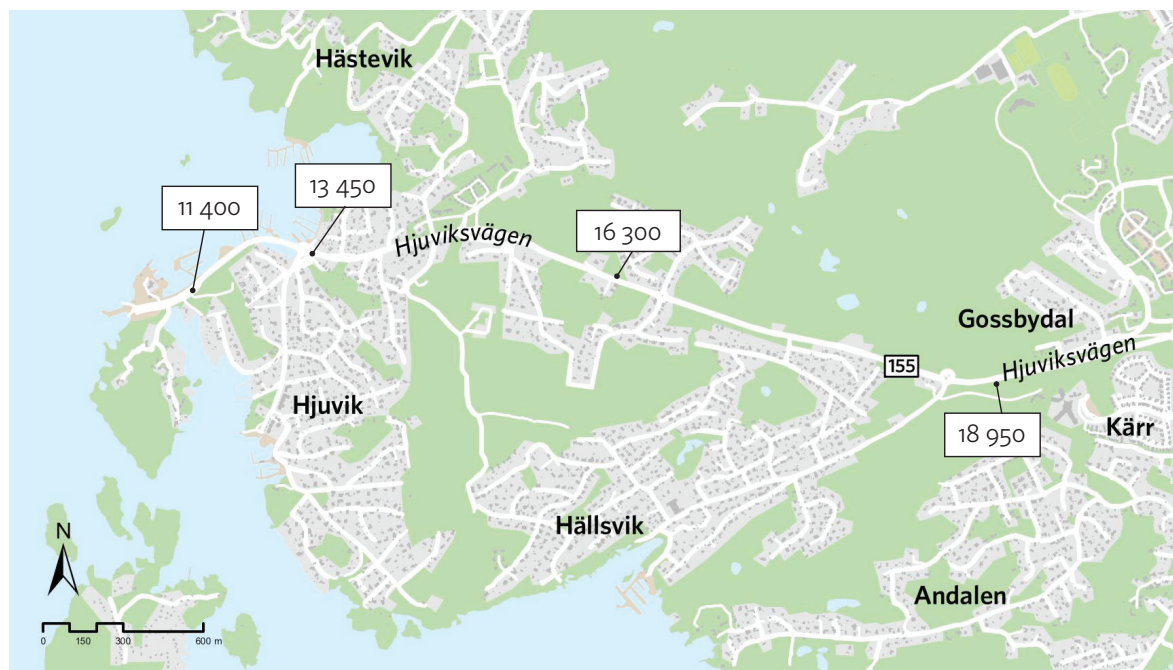 Hästevik
13 450
11 400
Hjuviksvägen
16 300
Gossbydal
155
Hjuviksvägen
Hjuvik
18 950
Kärr
Hällsvik
N
Andalen
0 150 300 600 m